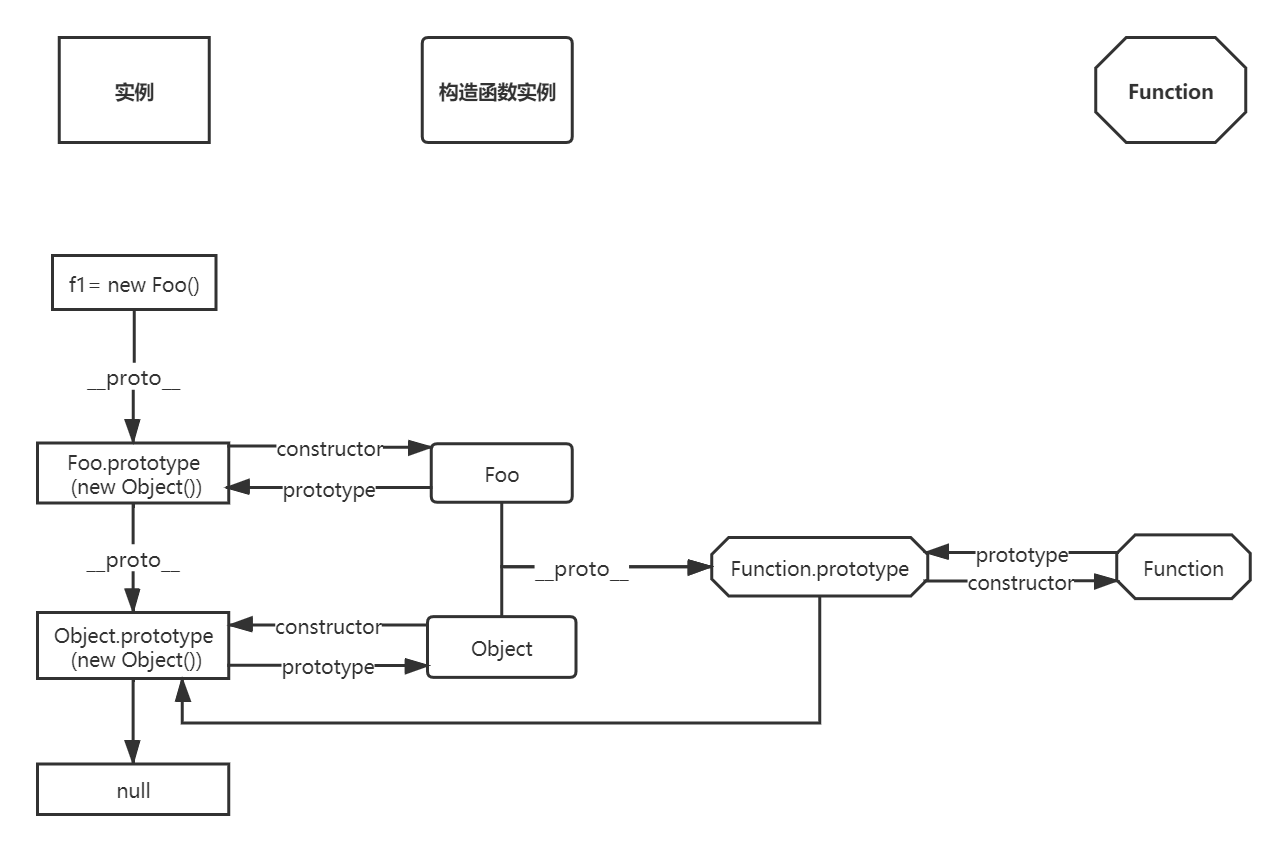 实例
构造函数实例
Function
f1= new Foo()
__proto__
Foo.prototype
(new Object())
constructor
prototype
Foo
__proto__
__proto__
Function.prototype
prototype
constructor
Function
Object.prototype
(new Object())
constructor
prototype
Object
null